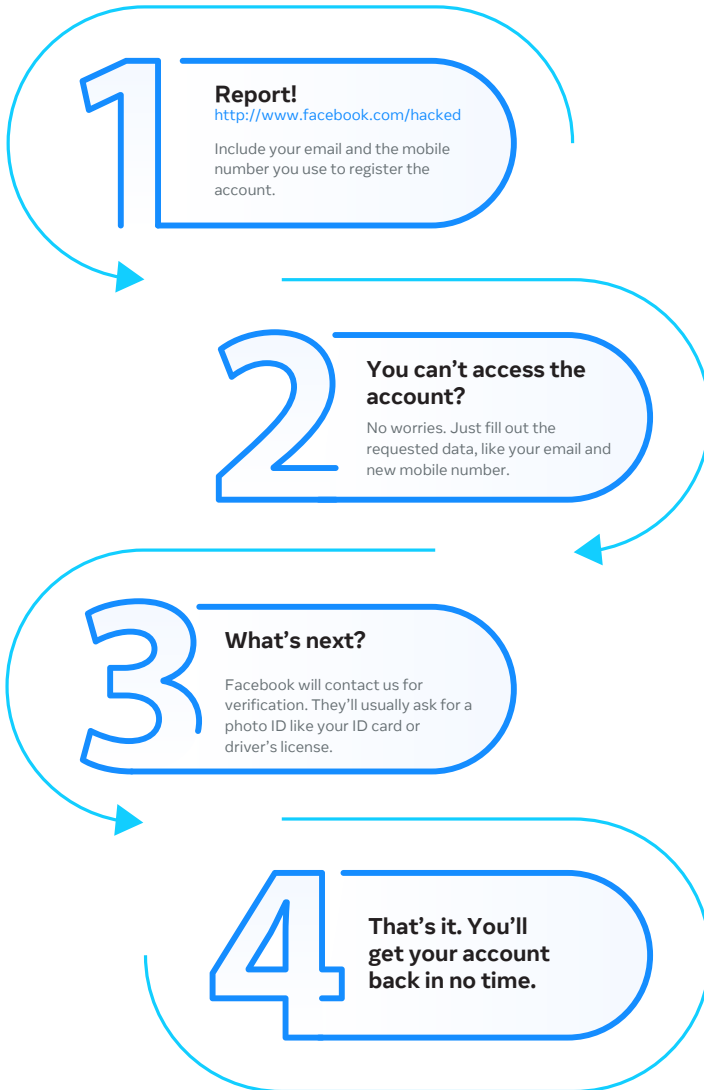 1
Report!
http://www.facebook.com/hacked
Include your email and the mobile
number you use to register the
account.
2
You can’t access the
account?
No worries. Just fill out the
requested data, like your email and
new mobile number.
3
What’s next?
Facebook will contact us for
verification. They’ll usually ask for a
photo ID like your ID card or
driver’s license.
4
That’s it. You’ll
get your account
back in no time.